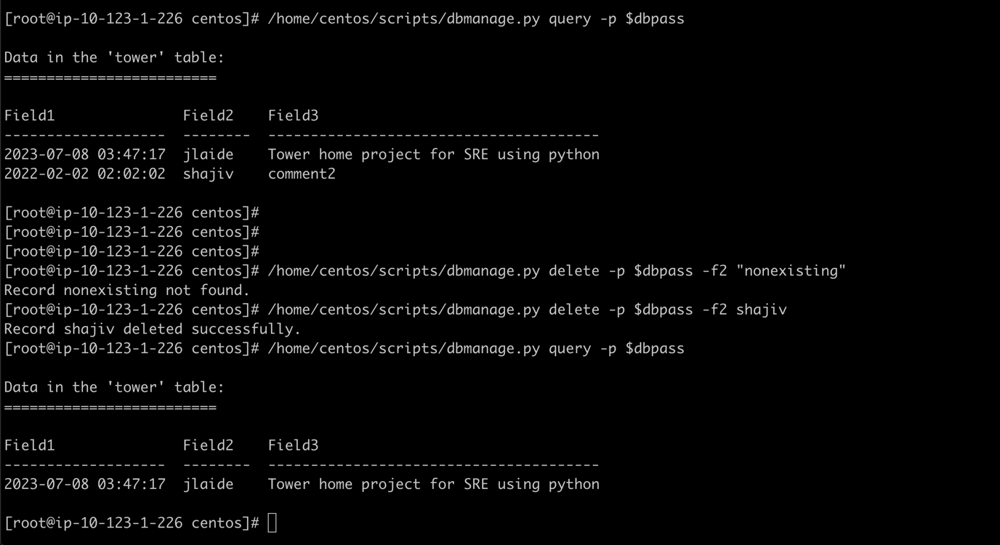 [root@ip-10-123-1-226 centos]# /home/centos/scripts/dbmanage.py query -p $dbpass
Data in the 'tower' table:
=========================
Field1               Field2    Field3
-------------------  --------  ---------------------------------------
2023-07-08 03:47:17  jlaide    Tower home project for SRE using python
2022-02-02 02:02:02  shajiv    comment2
[root@ip-10-123-1-226 centos]#
[root@ip-10-123-1-226 centos]#
[root@ip-10-123-1-226 centos]#
[root@ip-10-123-1-226 centos]# /home/centos/scripts/dbmanage.py delete -p $dbpass -f2 "nonexisting"
Record nonexisting not found.
[root@ip-10-123-1-226 centos]# /home/centos/scripts/dbmanage.py delete -p $dbpass -f2 shajiv
Record shajiv deleted successfully.
[root@ip-10-123-1-226 centos]# /home/centos/scripts/dbmanage.py query -p $dbpass
Data in the 'tower' table:
=========================
Field1               Field2    Field3
-------------------  --------  ---------------------------------------
2023-07-08 03:47:17  jlaide    Tower home project for SRE using python
[root@ip-10-123-1-226 centos]#